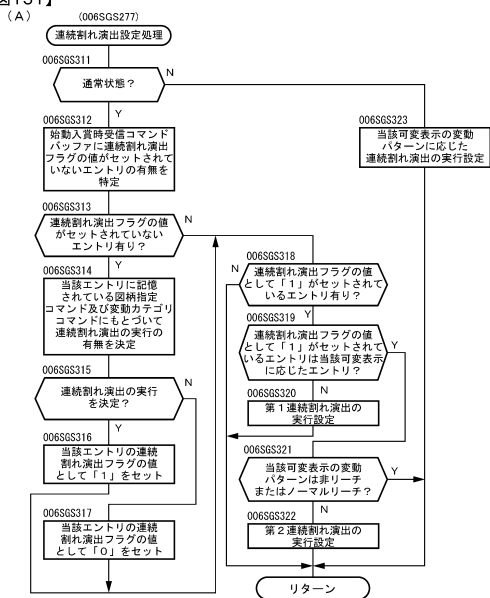 【図151】
（A）
(006SGS277)
連続割れ演出設定処理
006SGS311
通常状態？
N
Y
006SGS312
始動入賞時受信コマンド
バッファに連続割れ演出
フラグの値がセットされて
いないエントリの有無を
特定
006SGS323
当該可変表示の変動
パターンに応じた
連続割れ演出の実行設定
006SGS313
連続割れ演出フラグの値
がセットされていない
エントリ有り？
N
Y
006SGS314
当該エントリに記憶
されている図柄指定
コマンド及び変動カテゴリ
コマンドにもとづいて
連続割れ演出の実行の
有無を決定
006SGS315
連続割れ演出の実行
を決定？
N
Y
006SGS316
当該エントリの連続
割れ演出フラグの値
として「1」をセット
006SGS317
当該エントリの連続
割れ演出フラグの値
として「0」をセット
006SGS318
N
連続割れ演出フラグの値
として「1」がセットされて
いるエントリ有り？
Y
006SGS319
連続割れ演出フラグの値
として「1」がセットされて
いるエントリは当該可変表示
に応じたエントリ？
Y
N
006SGS320
第1連続割れ演出の
実行設定
006SGS321
当該可変表示の変動
パターンは非リーチ
またはノーマルリーチ？
Y
N
006SGS322
第2連続割れ演出の
実行設定
リターン